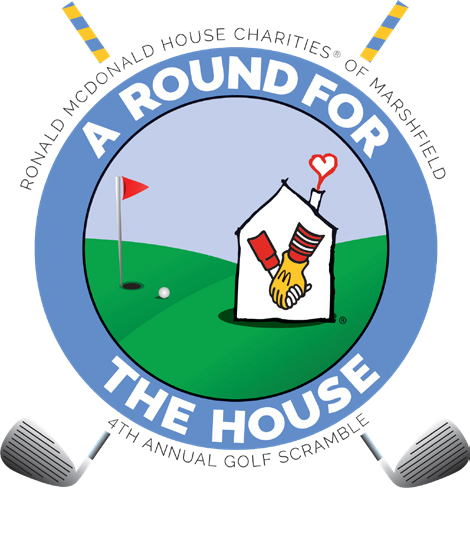 RONALD MCDONALD HOUSE CHARITIES® OF MARSHFIELD
A ROUND FOR
THE HOUSE
®
4TH ANNUAL GOLF SCRAMBLE